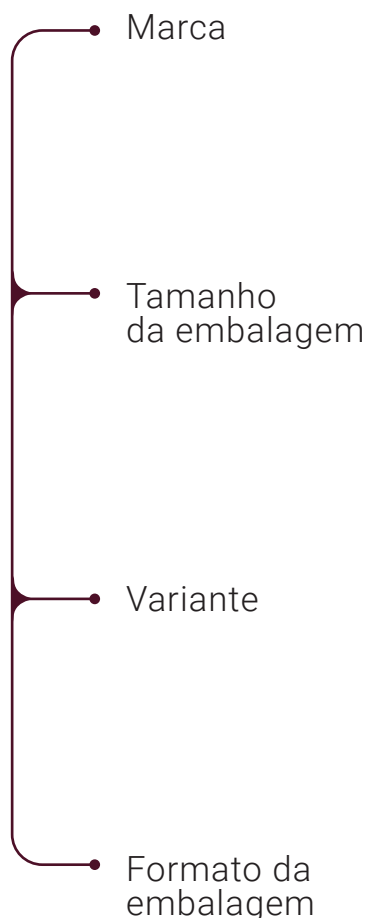 Marca
Tamanho
da embalagem
Variante
Formato da
embalagem